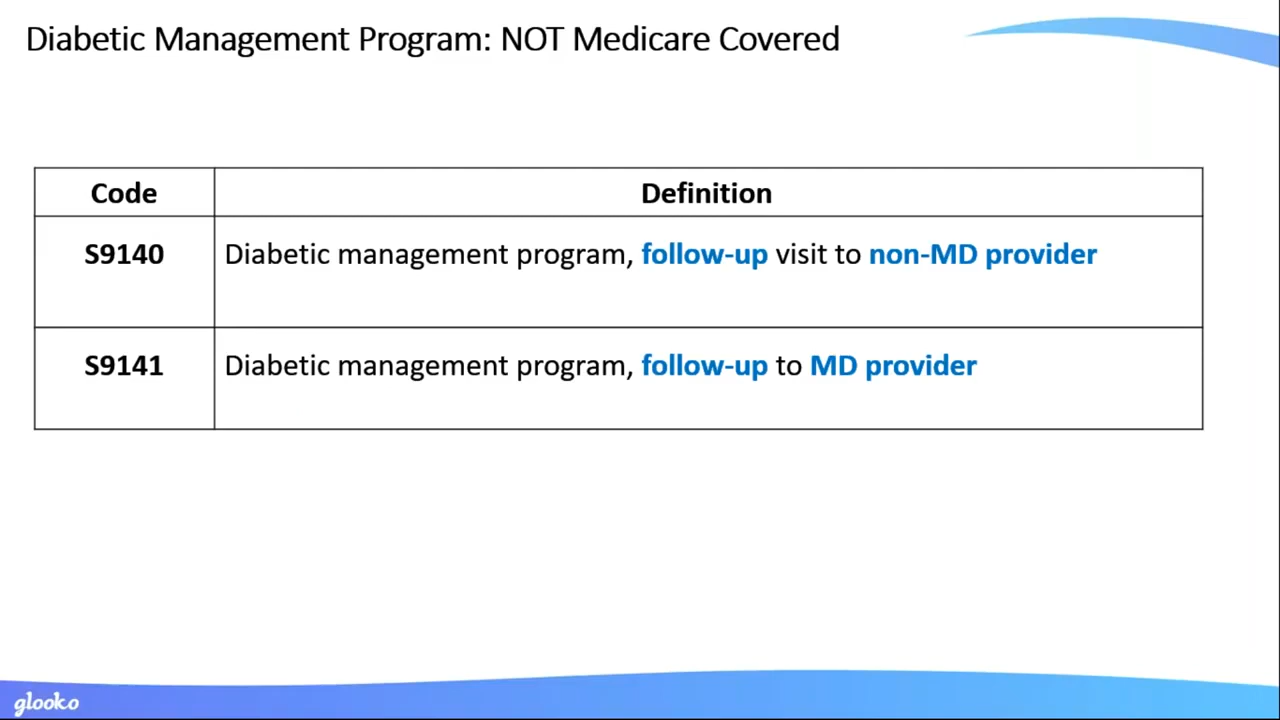 Diabetic Management Program: NOT Medicare Covered
Code
Definition
S9140
Diabetic management program, follow-up visit to non-MD provider
S9141
Diabetic management program, follow-up to MD provider
glooko